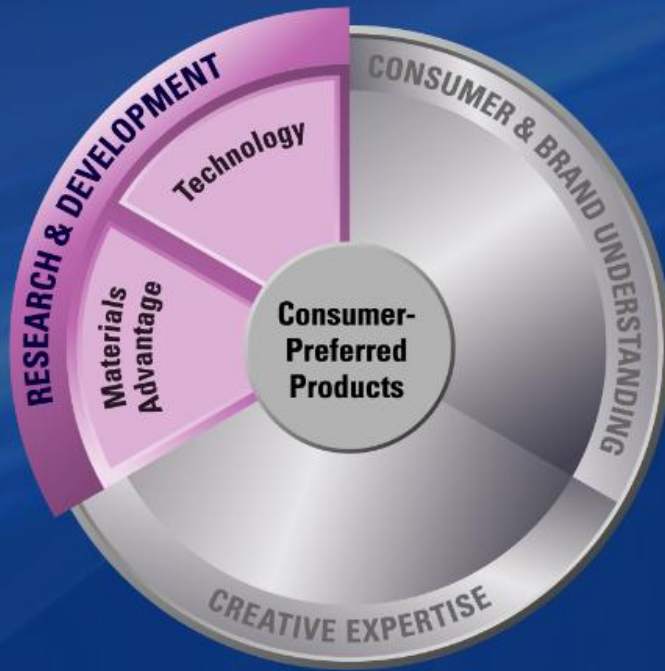 RESEARCH & DEVELOPMENT
Technology
Materials
Advantage
CONSUMER & BRAND UNDERSTANDING
Consumer-
Preferred
Products
CREATIVE EXPERTISE